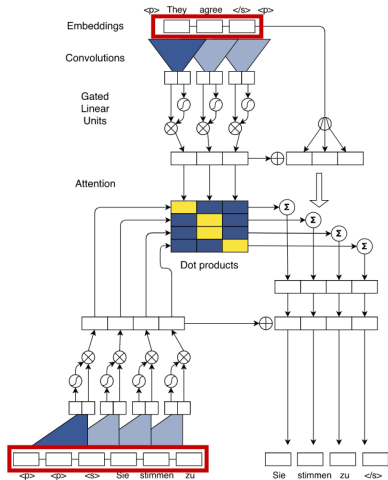 <p> They agree </s> <p>
Embeddings
Convolutions
Gated
Linear
Units
Attention
Σ
Σ
Σ
Σ
Dot products
<p> <p> <s> Sie stimmen zu
Sie stimmen zu </s>